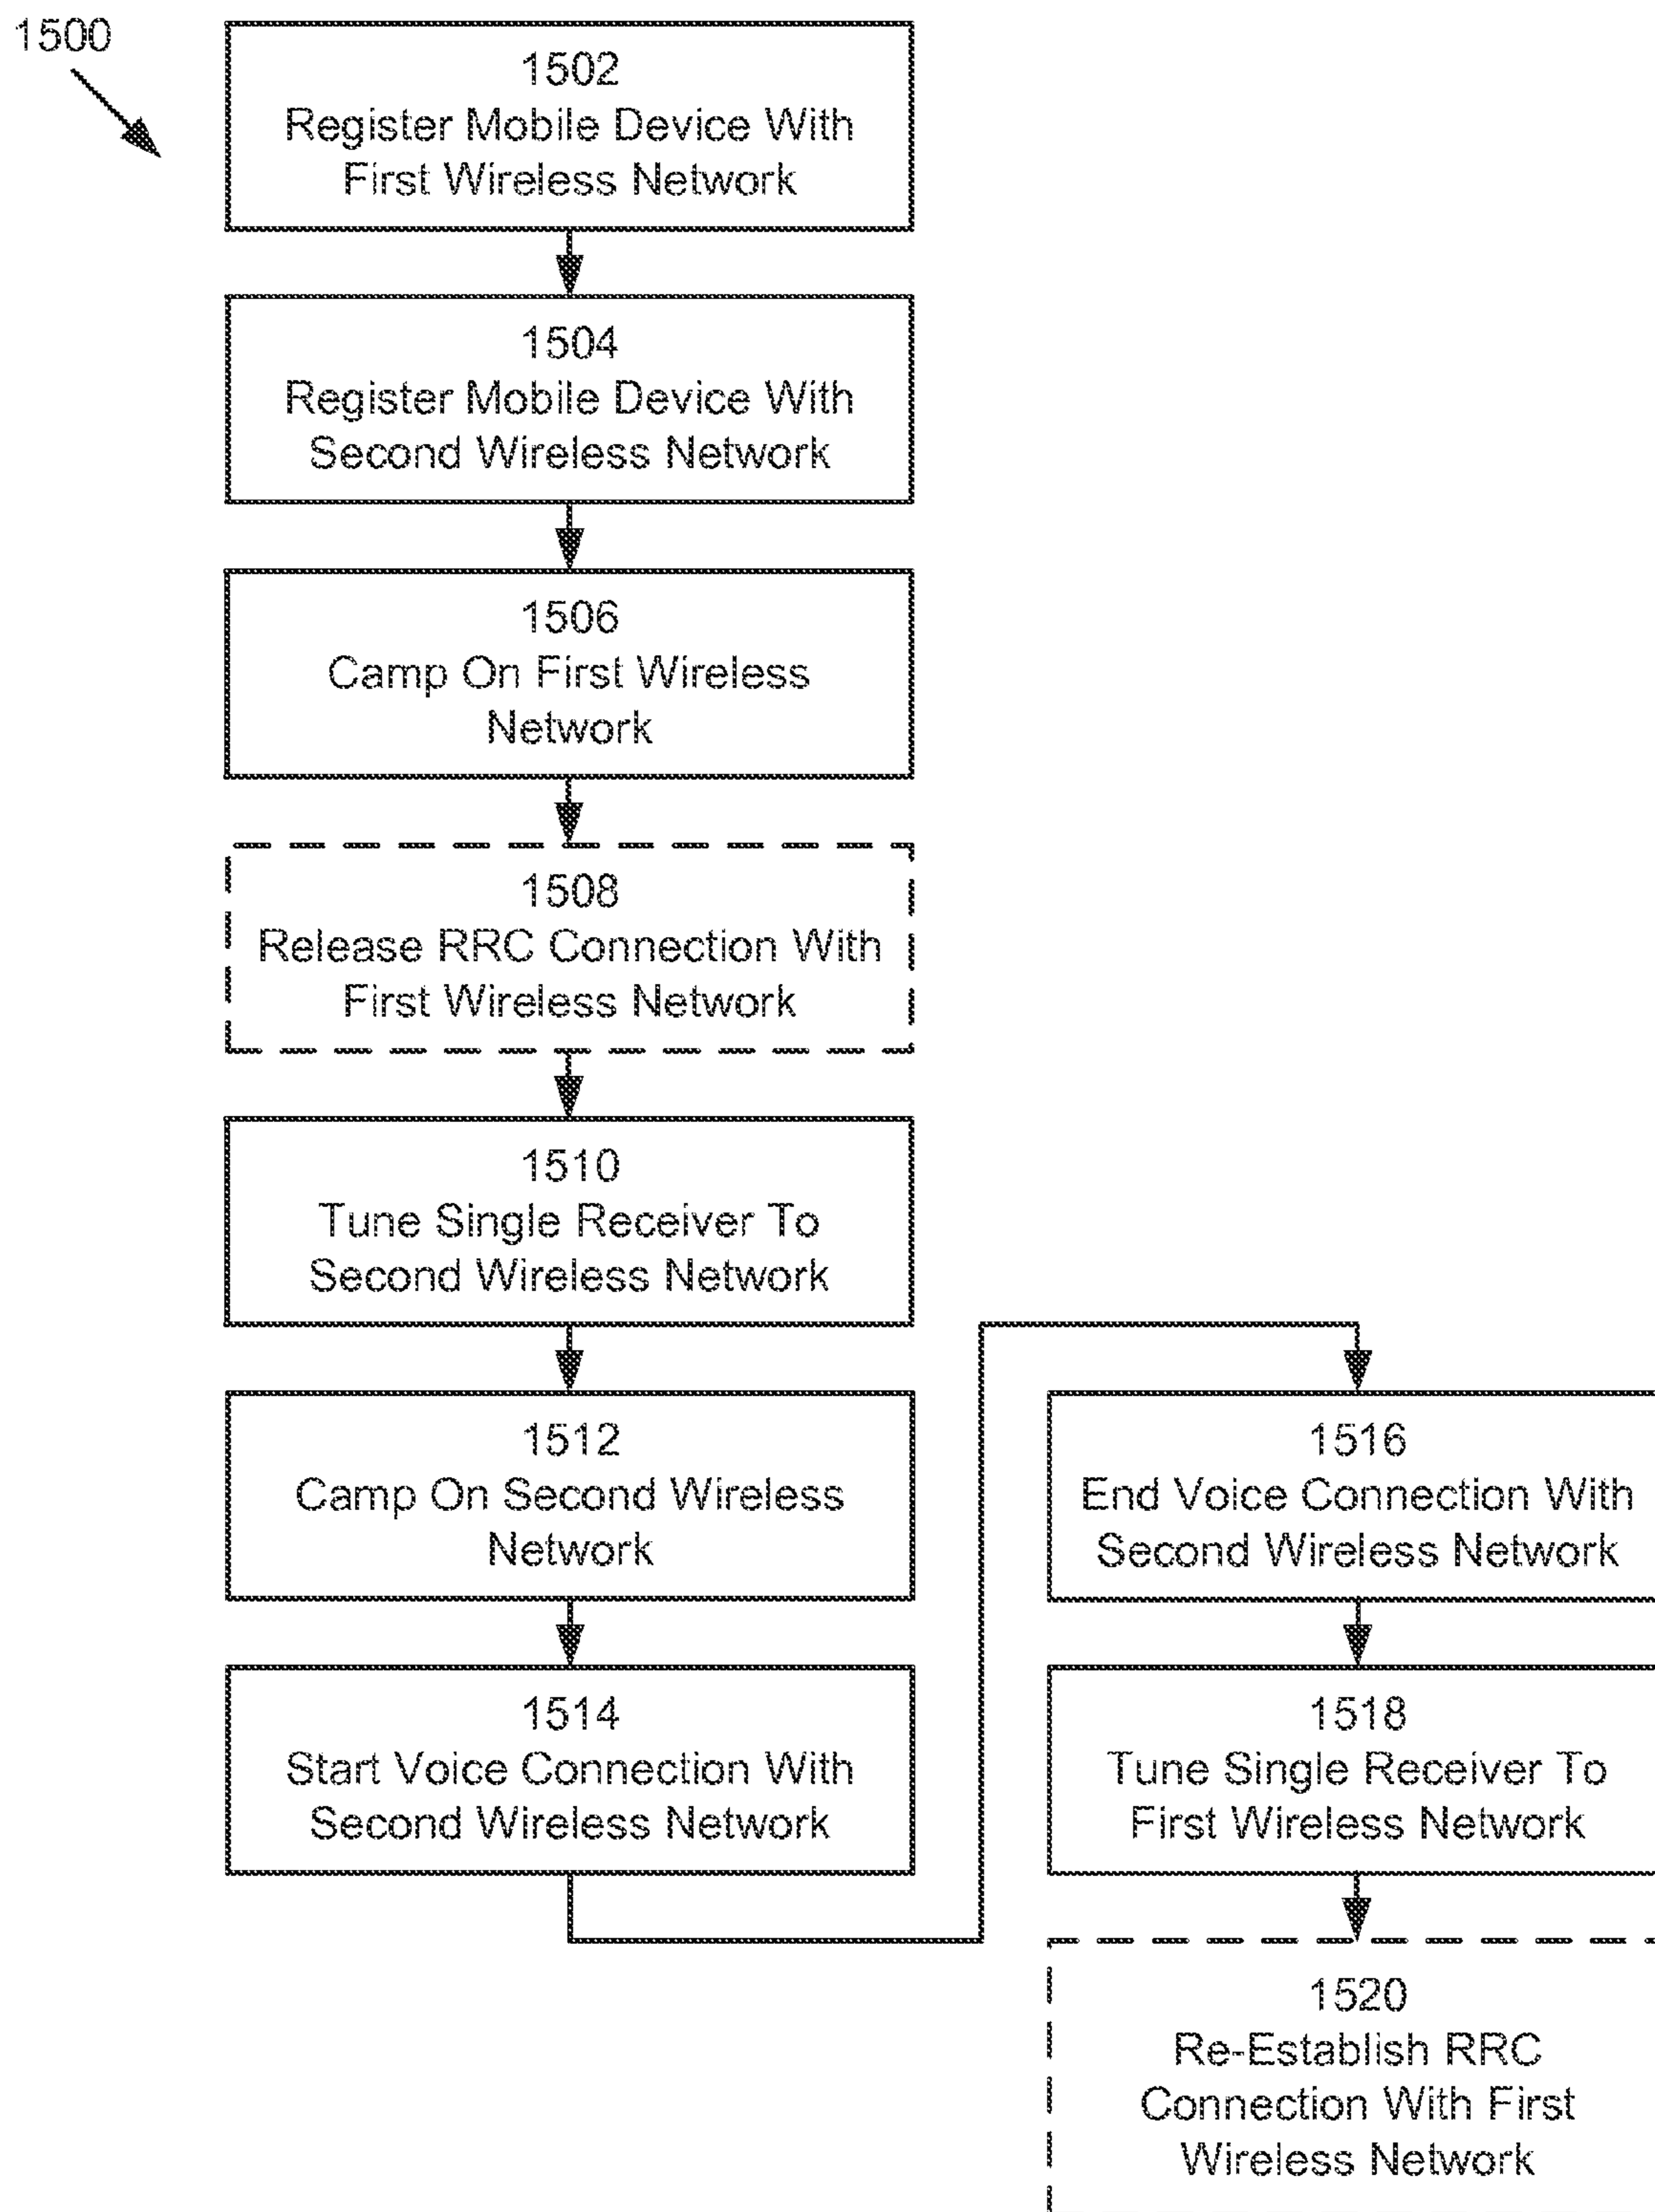 1500
1502
Register Mobile Device With
First Wireless Network
1504
Register Mobile Device With
Second Wireless Network
1506
Camp On First Wireless
Network
1508
Release RRC Connection With
First Wireless Network
1510
Tune Single Receiver To
Second Wireless Network
1512
Camp On Second Wireless
Network
1514
Start Voice Connection With
Second Wireless Network
1516
End Voice Connection With
Second Wireless Network
1518
Tune Single Receiver To
First Wireless Network
1520
Re-Establish RRC
Connection With First
Wireless Network